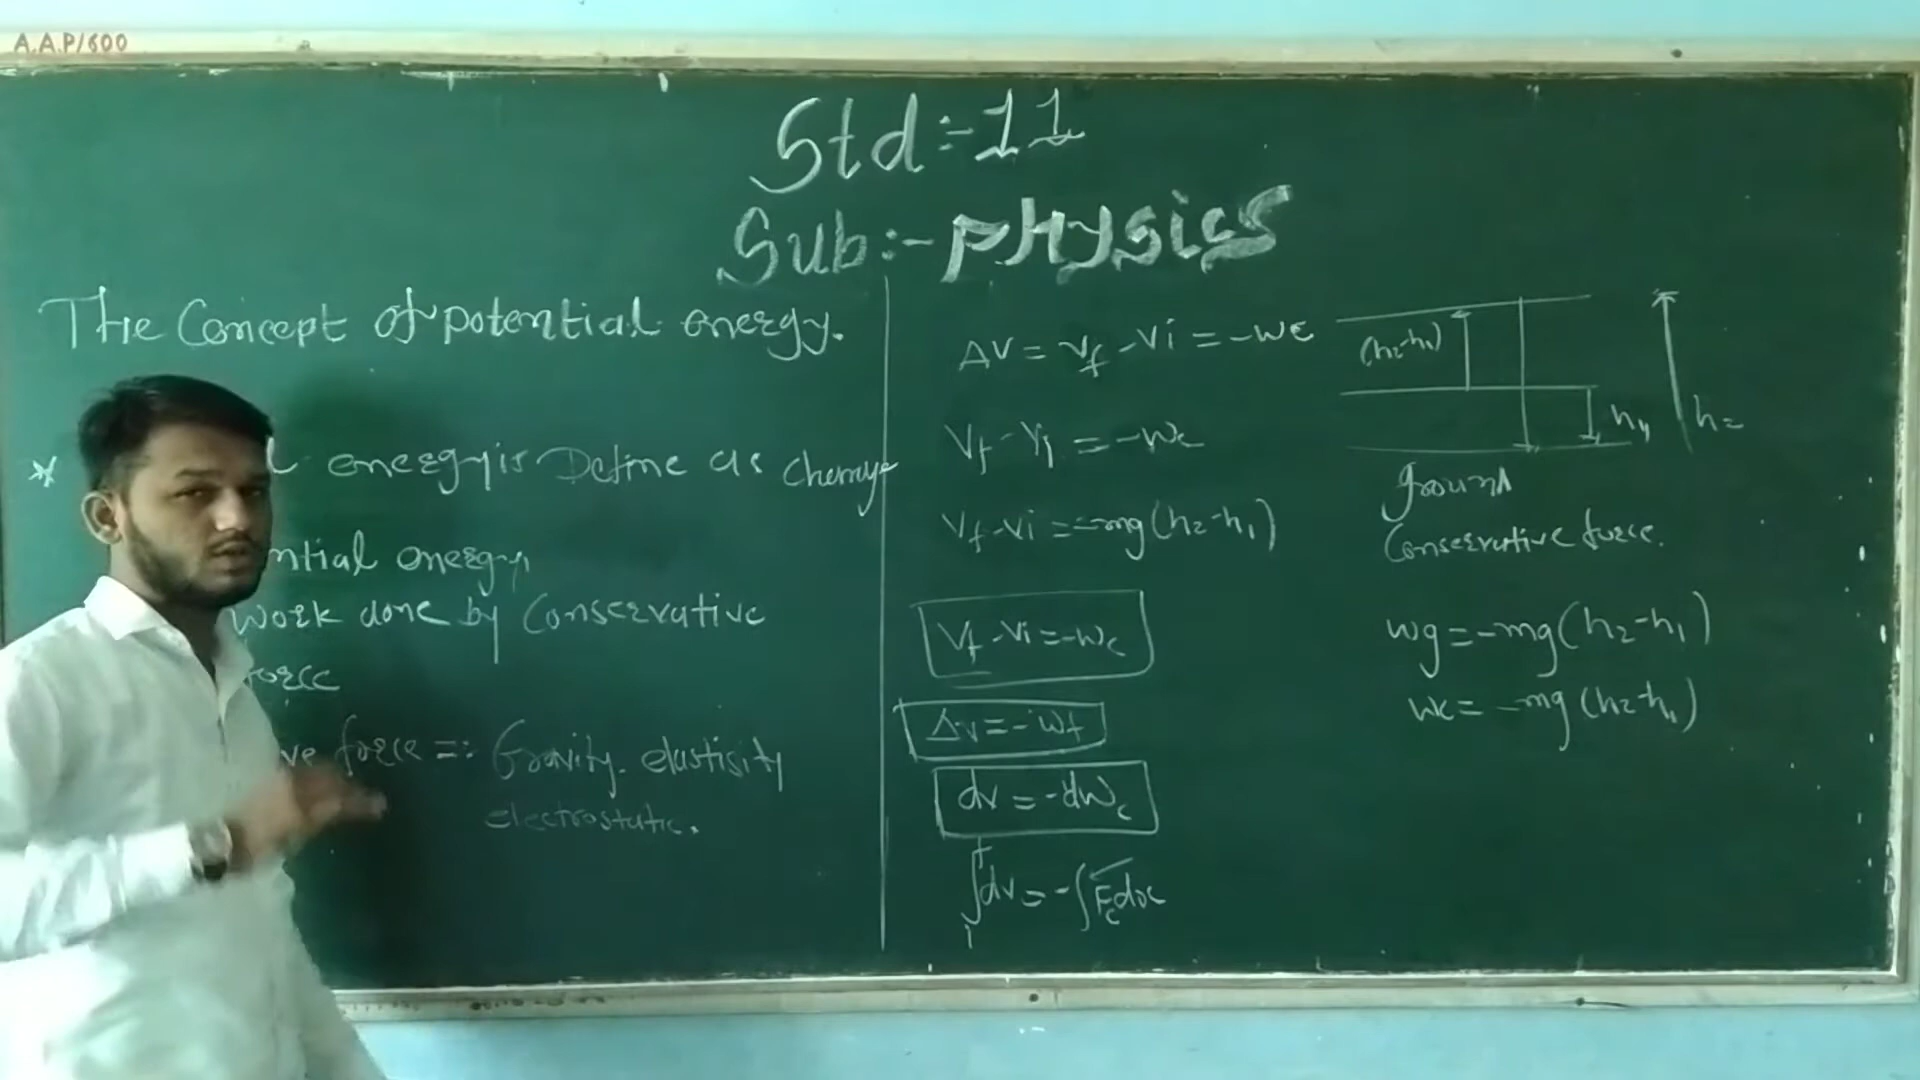 A.A.P/600
Std:-11
Sub:-PHysics
THe Concept of potential energy.
* energy is Define as
ntial energy,
work done by Conservative
force
ve force =: Gravity. elastisity
electrostatic.
ΔV = Vf - Vi = -Wc
Vf - Vi = -Wc
Vf - Vi = -mg(h2-h1)
Vf - Vi = -Wc
ΔV = -Wf
dv = -dWc
∫dv = -∫Fc dx
(h2-h1)
h1
h2
ground
Conservative force.
wg = -mg(h2-h1)
wc = -mg(h2-h1)